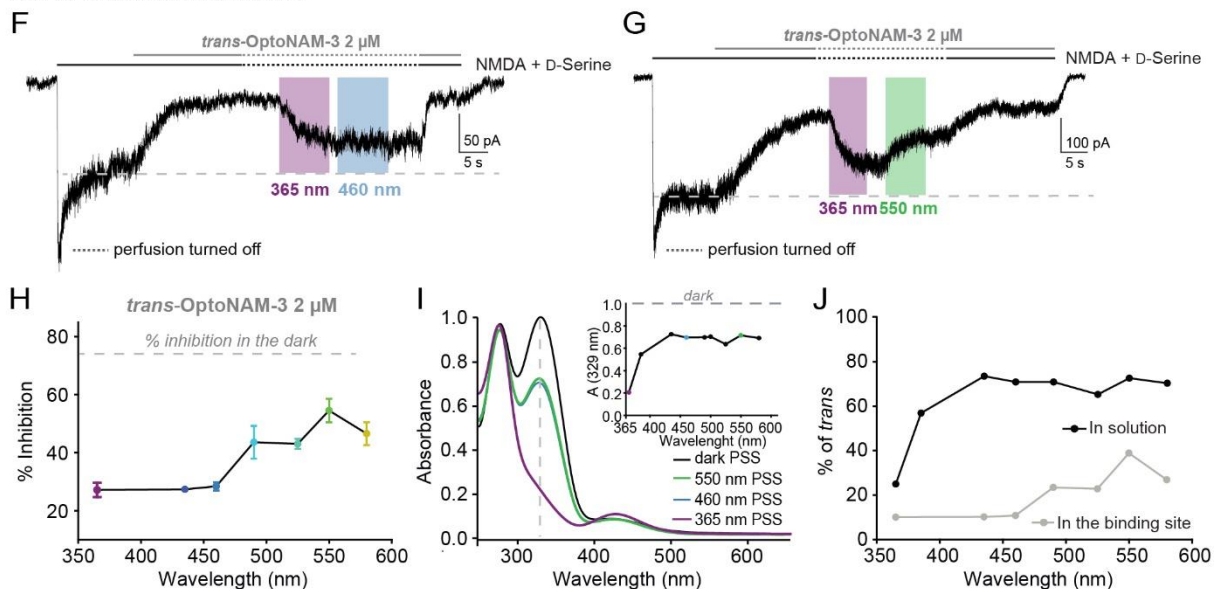 F
trans-OptoNAM-3 2 µM
NMDA + D-Serine
50 pA
5 s
365 nm
460 nm
perfusion turned off
G
trans-OptoNAM-3 2 µM
NMDA + D-Serine
100 pA
5 s
365 nm
550 nm
perfusion turned off
H
trans-OptoNAM-3 2 µM
% inhibition in the dark
% Inhibition
80
60
40
20
350 400 450 500 550 600
Wavelength (nm)
I
Absorbance
1.0
0.8
0.6
0.4
0.2
0.0
300 400 500 600
Wavelength (nm)
dark
A (329 nm)
1.0
0.8
0.6
0.4
0.2
0.0
365 400 450 500 550 600
Wavelenght (nm)
dark PSS
550 nm PSS
460 nm PSS
365 nm PSS
J
% of trans
100
80
60
40
20
0
350 400 450 500 550 600
Wavelength (nm)
In solution
In the binding site